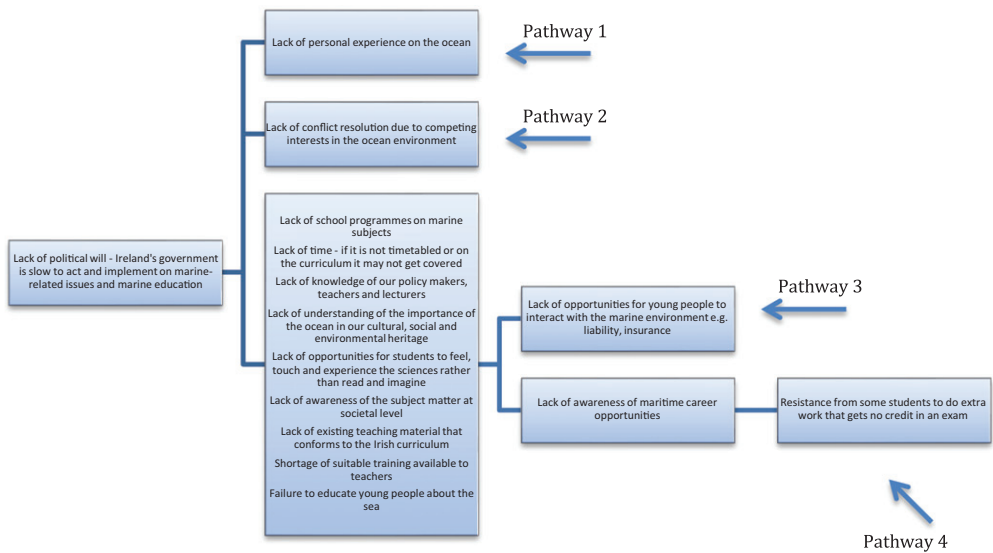 Lack of personal experience on the ocean
Pathway 1
Lack of conflict resolution due to competing
interests in the ocean environment
Pathway 2
Lack of political will - Ireland's government
is slow to act and implement on marine-
related issues and marine education
Lack of school programmes on marine
subjects
Lack of time - if it is not timetabled or on
the curriculum it may not get covered
Lack of knowledge of our policy makers,
teachers and lecturers
Lack of understanding of the importance of
the ocean in our cultural, social and
environmental heritage
Lack of opportunities for students to feel,
touch and experience the sciences rather
than read and imagine
Lack of awareness of the subject matter at
societal level
Lack of existing teaching material that
conforms to the Irish curriculum
Shortage of suitable training available to
teachers
Failure to educate young people about the
sea
Lack of opportunities for young people to
interact with the marine environment e.g.
liability, insurance
Pathway 3
Lack of awareness of maritime career
opportunities
Resistance from some students to do extra
work that gets no credit in an exam
Pathway 4